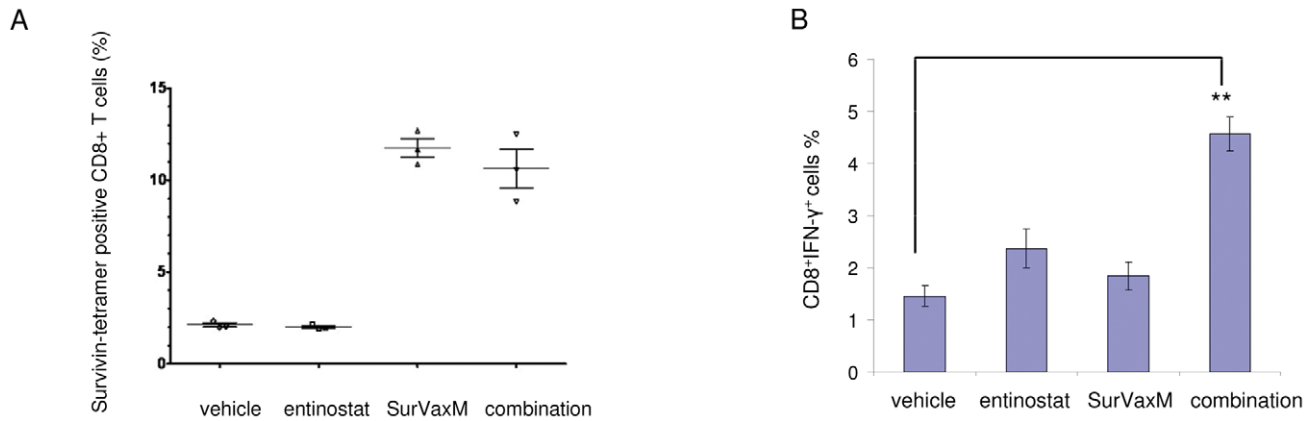 A
Survivin-tetramer positive CD8+ T cells (%)
15
10
5
0
vehicle
entinostat
SurVaxM
combination
B
CD8⁺IFN-γ⁺ cells %
6
5
4
3
2
1
0
**
vehicle
entinostat
SurVaxM
combination